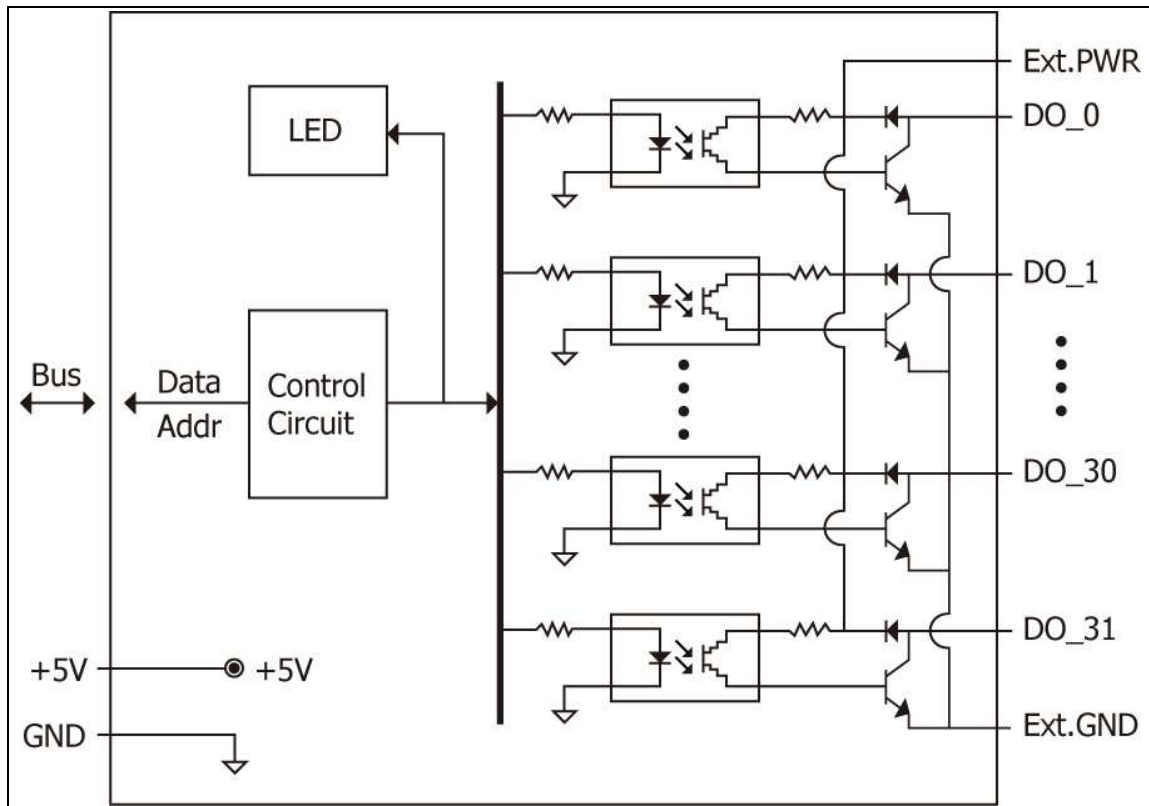 Ext.PWR
LED
DO_0
DO_1
Bus
Data
Addr
Control
Circuit
DO_30
DO_31
+5V
+5V
GND
Ext.GND